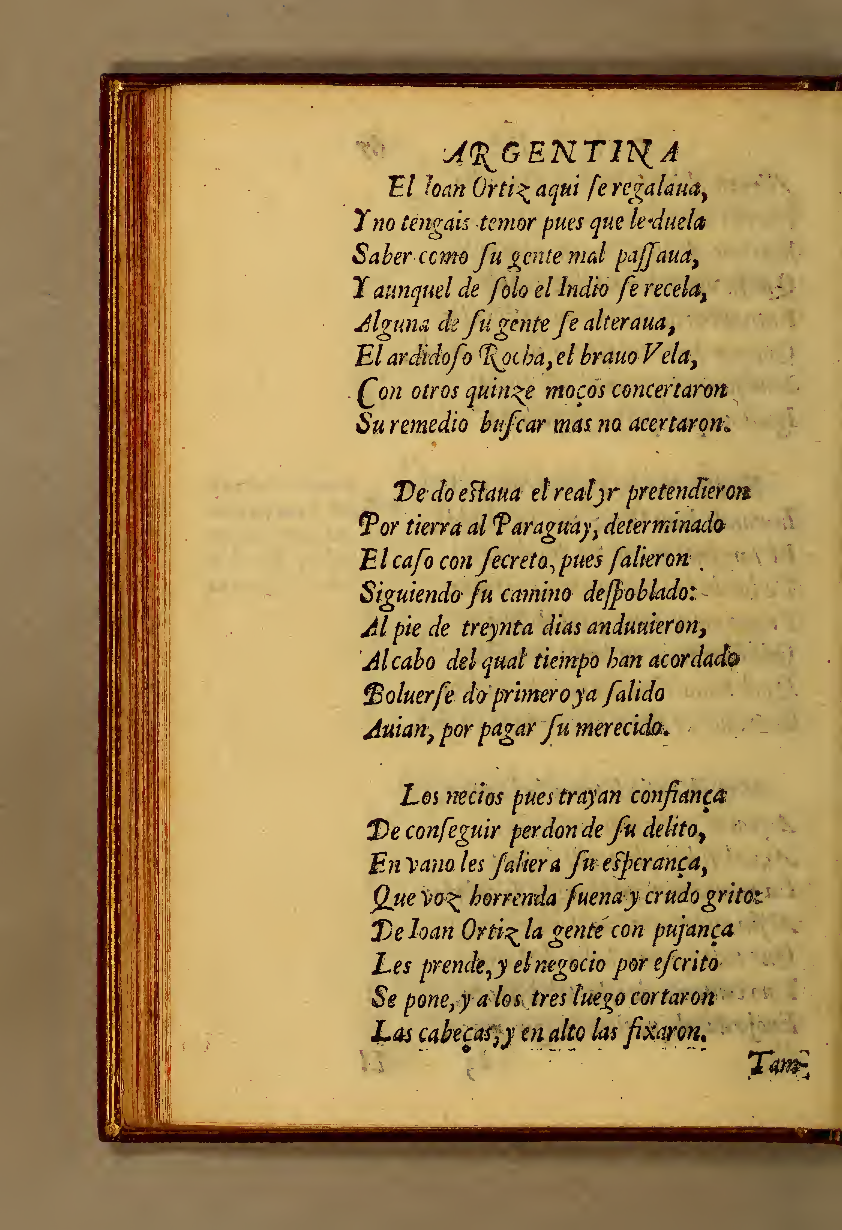 ARGENTINA
El Ioan Ortiz aqui ſe regalaua,
Y no tengais temor pues que le duela
Saber como ſu gente mal paſſaua,
Y aunquel de ſolo el Indio ſe recela,
Alguna de ſu gente ſe alteraua,
El ardidoſo Rocha, el brauo Vela,
Con otros quinze moços concertaron
Su remedio buſcar mas no acertaron.
De do eſtaua el real yr pretendieron
Por tierra al Paraguay, determinado
El caſo con ſecreto, pues ſalieron
Siguiendo ſu camino deſpoblado:
Al pie de treynta dias anduuieron,
Al cabo del qual tiempo han acordado
Boluerſe do primero ya ſalido
Auian, por pagar ſu merecido.
Los necios pues trayan confiança
De conſeguir perdon de ſu delito,
En vano les ſaliera ſu eſperança,
Que voz horrenda ſuena y crudo grito:
De Ioan Ortiz la gente con pujança
Les prende, y el negocio por eſcrito
Se pone, y a los tres luego cortaron
Las cabeças, y en alto las fixaron.
Tam-